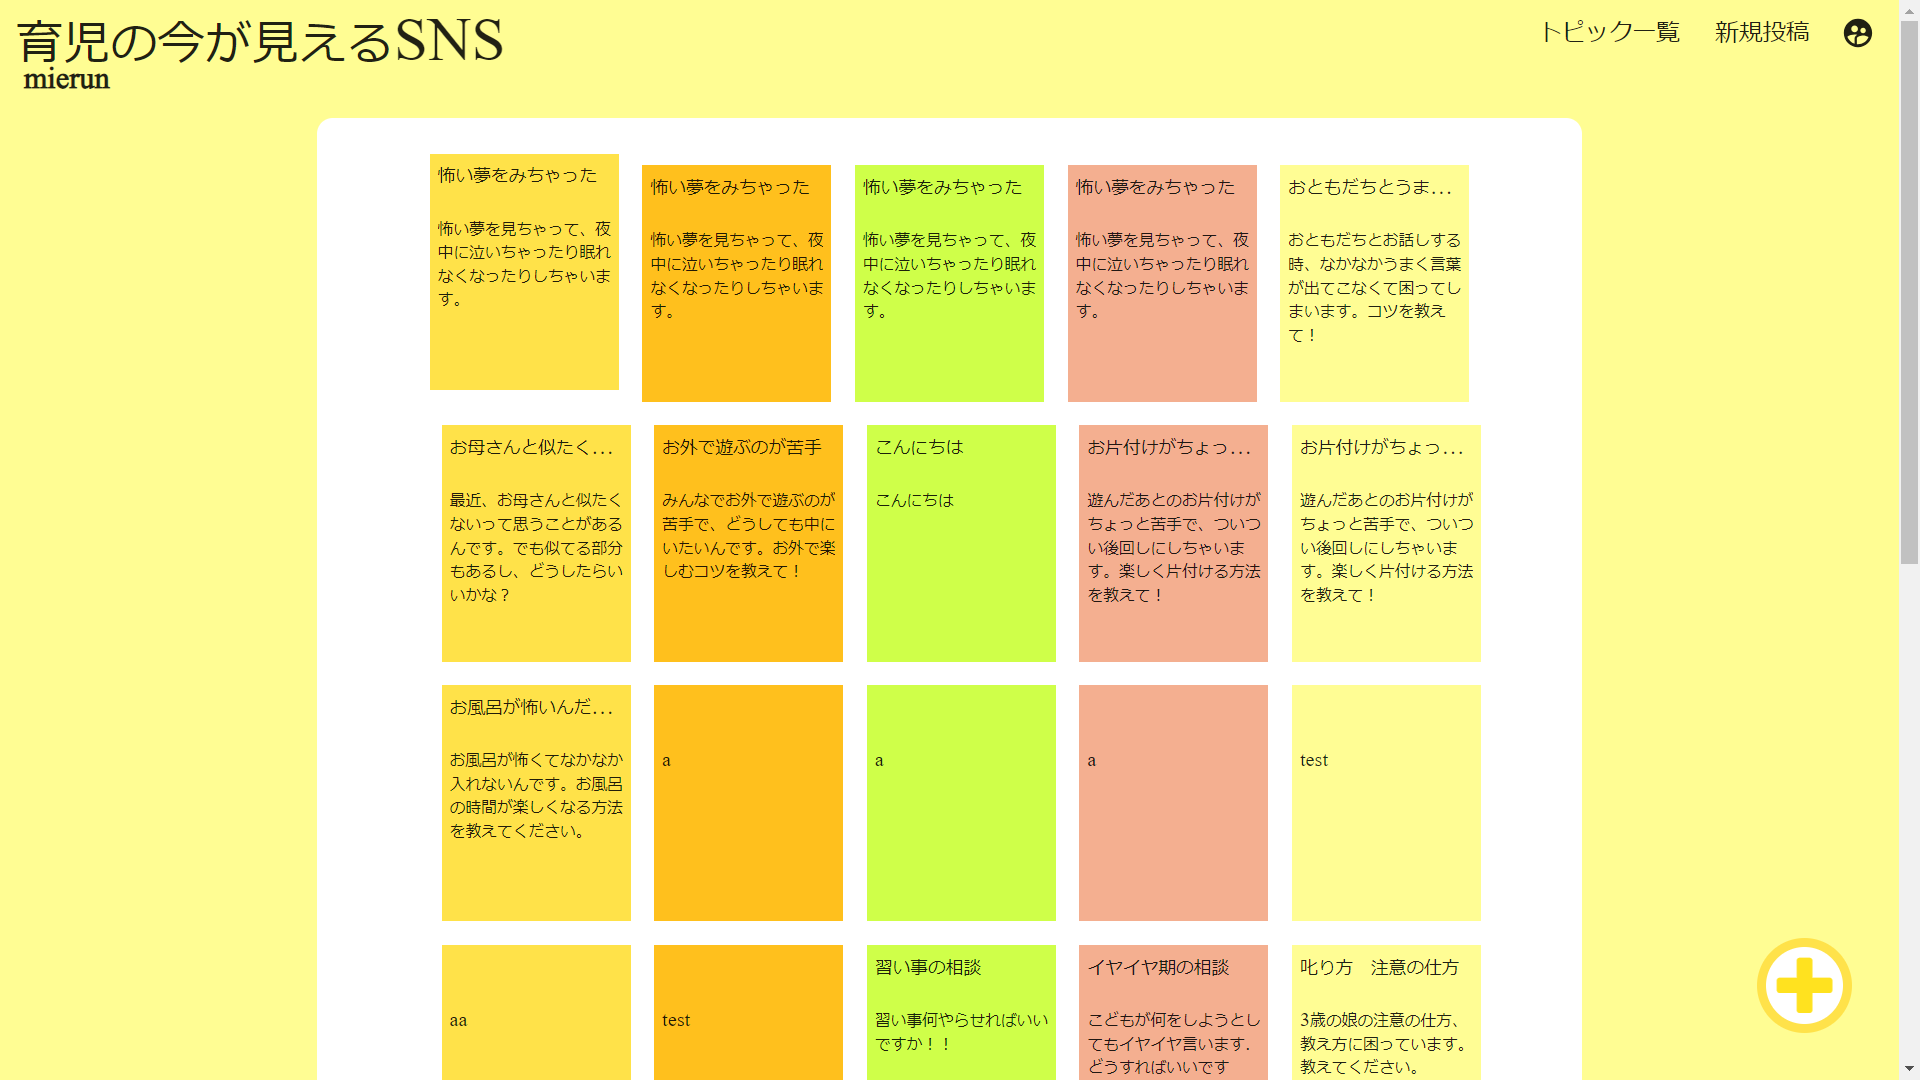 育児の今が見えるSNS
mierun
トピック一覧
新規投稿
怖い夢をみちゃった
怖い夢を見ちゃって、夜
中に泣いちゃったり眠れ
なくなったりしちゃいま
す。
怖い夢をみちゃった
怖い夢を見ちゃって、夜
中に泣いちゃったり眠れ
なくなったりしちゃいま
す。
怖い夢をみちゃった
怖い夢を見ちゃって、夜
中に泣いちゃったり眠れ
なくなったりしちゃいま
す。
怖い夢をみちゃった
怖い夢を見ちゃって、夜
中に泣いちゃったり眠れ
なくなったりしちゃいま
す。
おともだちとうま...
おともだちとお話しする
時、なかなかうまく言葉
が出てこなくて困ってし
まいます。コツを教え
て！
お母さんと似たく...
最近、お母さんと似たく
ないって思うことがある
んです。でも似てる部分
もあるし、どうしたらい
いかな？
お外で遊ぶのが苦手
みんなでお外で遊ぶのが
苦手で、どうしても中に
いたいんです。お外で楽
しむコツを教えて！
こんにちは
こんにちは
お片付けがちょっ...
遊んだあとのお片付けが
ちょっと苦手で、ついつ
い後回しにしちゃいま
す。楽しく片付ける方法
を教えて！
お片付けがちょっ...
遊んだあとのお片付けが
ちょっと苦手で、ついつ
い後回しにしちゃいま
す。楽しく片付ける方法
を教えて！
お風呂が怖いんだ...
お風呂が怖くてなかなか
入れないんです。お風呂
の時間が楽しくなる方法
を教えてください。
a
a
a
test
aa
test
習い事の相談
習い事何やらせればいい
ですか！！
イヤイヤ期の相談
こどもが何をしようとし
てもイヤイヤ言います.
どうすればいいです
叱り方　注意の仕方
3歳の娘の注意の仕方、
教え方に困っています。
教えてください。